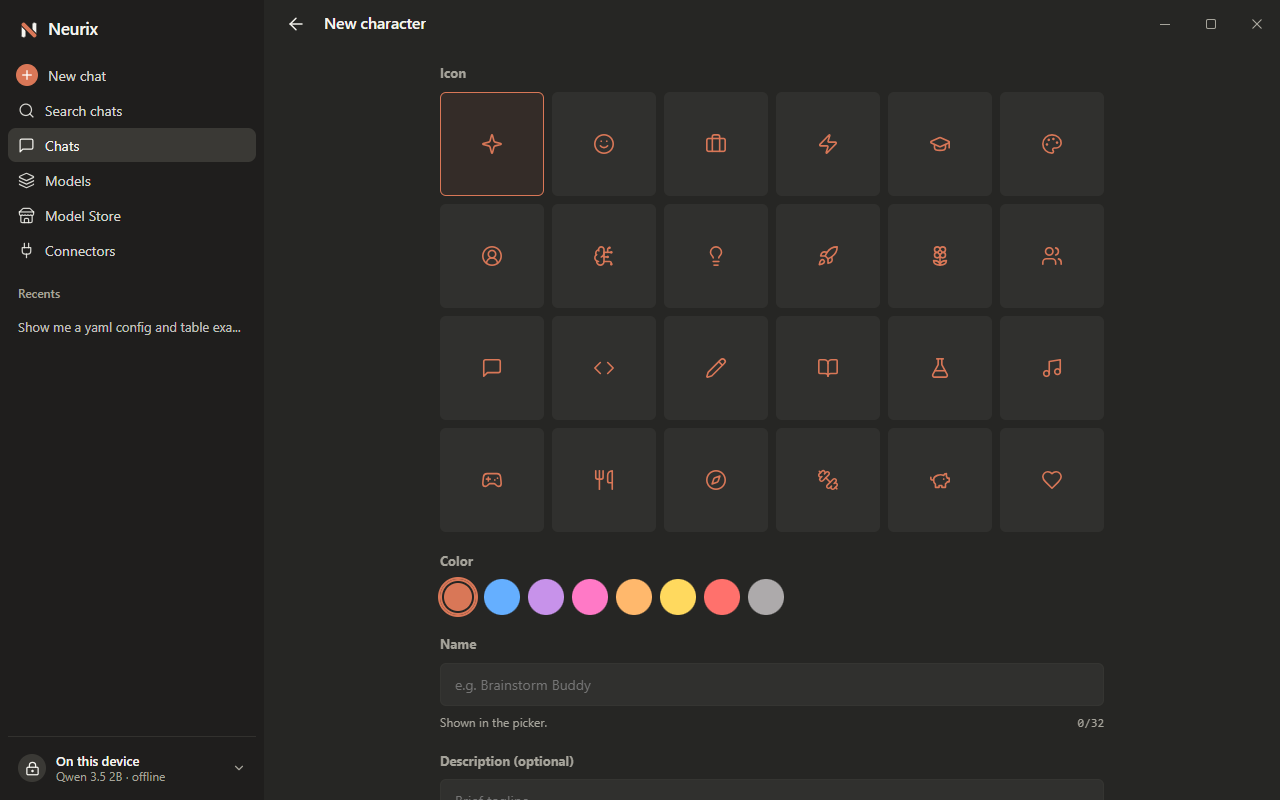 Neurix
New character
New chat
Search chats
Chats
Models
Model Store
Connectors
Recents
Show me a yaml config and table exa...
On this device
Qwen 3.5 2B · offline
Icon
Color
Name
e.g. Brainstorm Buddy
Shown in the picker.
0/32
Description (optional)
Brief tagline